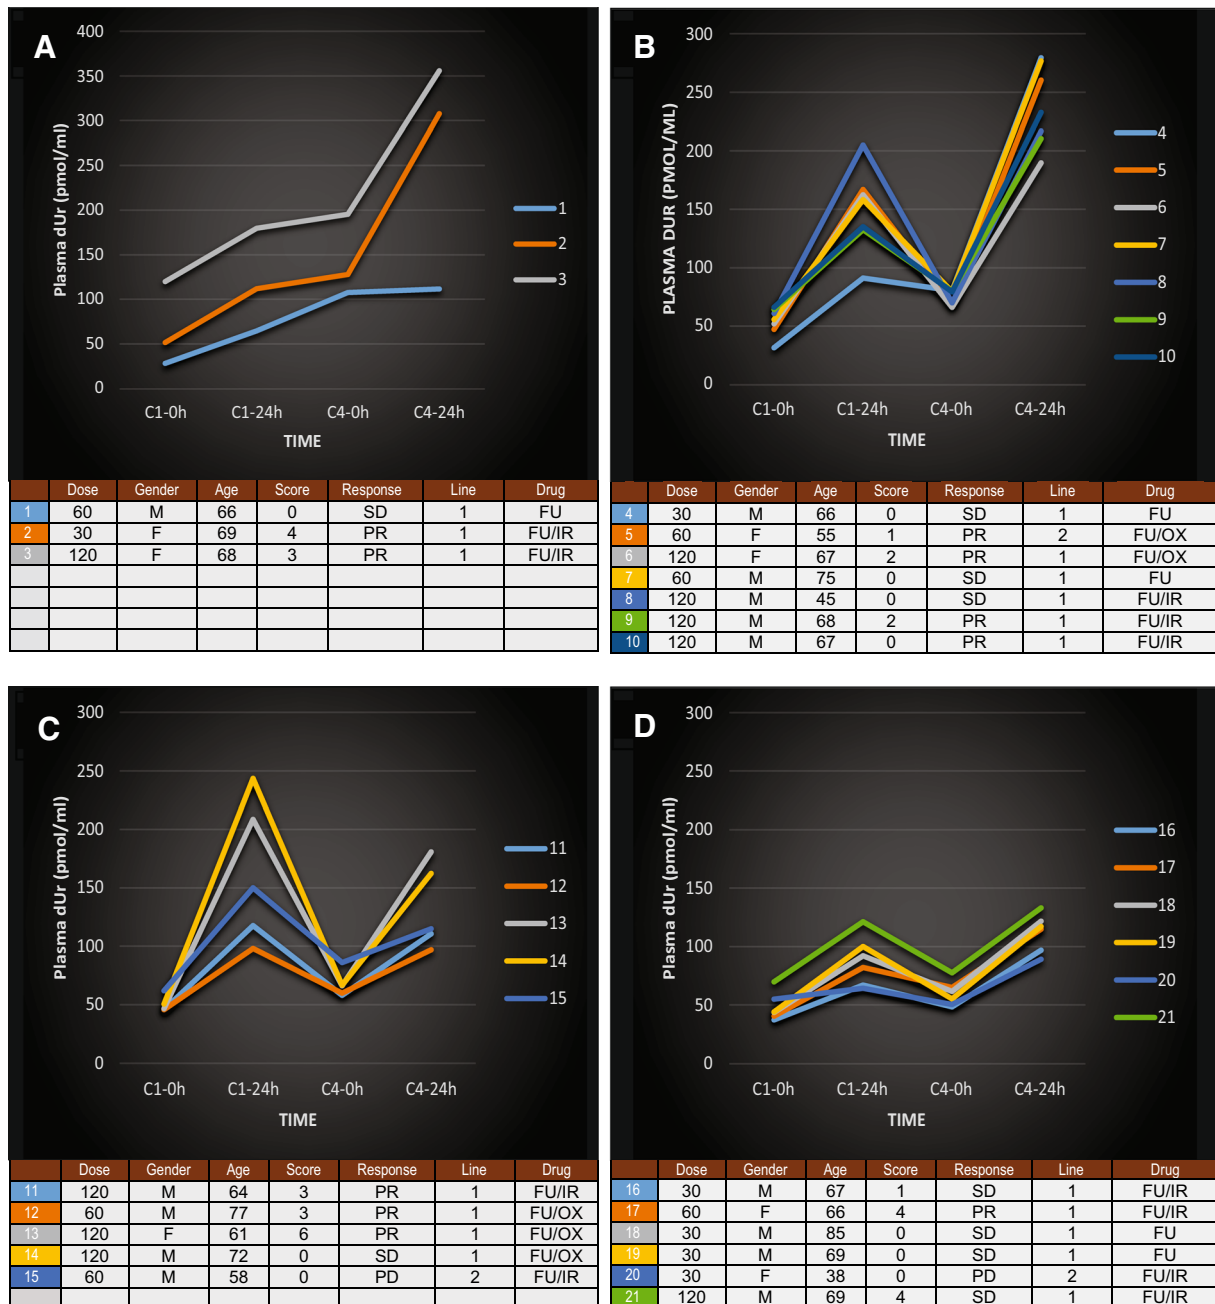 A
400
350
300
250
200
150
100
50
0
Plasma dUr (pmol/ml)
C1-0h C1-24h C4-0h C4-24h
TIME
1
2
3
Dose Gender Age Score Response Line Drug
1 60 M 66 0 SD 1 FU
2 30 F 69 4 PR 1 FU/IR
3 120 F 68 3 PR 1 FU/IR
B
300
250
200
150
100
50
0
PLASMA DUR (PMOL/ML)
C1-0h C1-24h C4-0h C4-24h
TIME
4
5
6
7
8
9
10
Dose Gender Age Score Response Line Drug
4 30 M 66 0 SD 1 FU
5 60 F 55 1 PR 2 FU/OX
6 120 F 67 2 PR 1 FU/OX
7 60 M 75 0 SD 1 FU
8 120 M 45 0 SD 1 FU/IR
9 120 M 68 2 PR 1 FU/IR
10 120 M 67 0 PR 1 FU/IR
C
300
250
200
150
100
50
0
Plasma dUr (pmol/ml)
C1-0h C1-24h C4-0h C4-24h
TIME
11
12
13
14
15
Dose Gender Age Score Response Line Drug
11 120 M 64 3 PR 1 FU/IR
12 60 M 77 3 PR 1 FU/OX
13 120 F 61 6 PR 1 FU/OX
14 120 M 72 0 SD 1 FU/OX
15 60 M 58 0 PD 2 FU/IR
D
300
250
200
150
100
50
0
Plasma dUr (pmol/ml)
C1-0h C1-24h C4-0h C4-24h
TIME
16
17
18
19
20
21
Dose Gender Age Score Response Line Drug
16 30 M 67 1 SD 1 FU/IR
17 60 F 66 4 PR 1 FU/IR
18 30 M 85 0 SD 1 FU
19 30 M 69 0 SD 1 FU
20 30 F 38 0 PD 2 FU/IR
21 120 M 69 4 SD 1 FU/IR